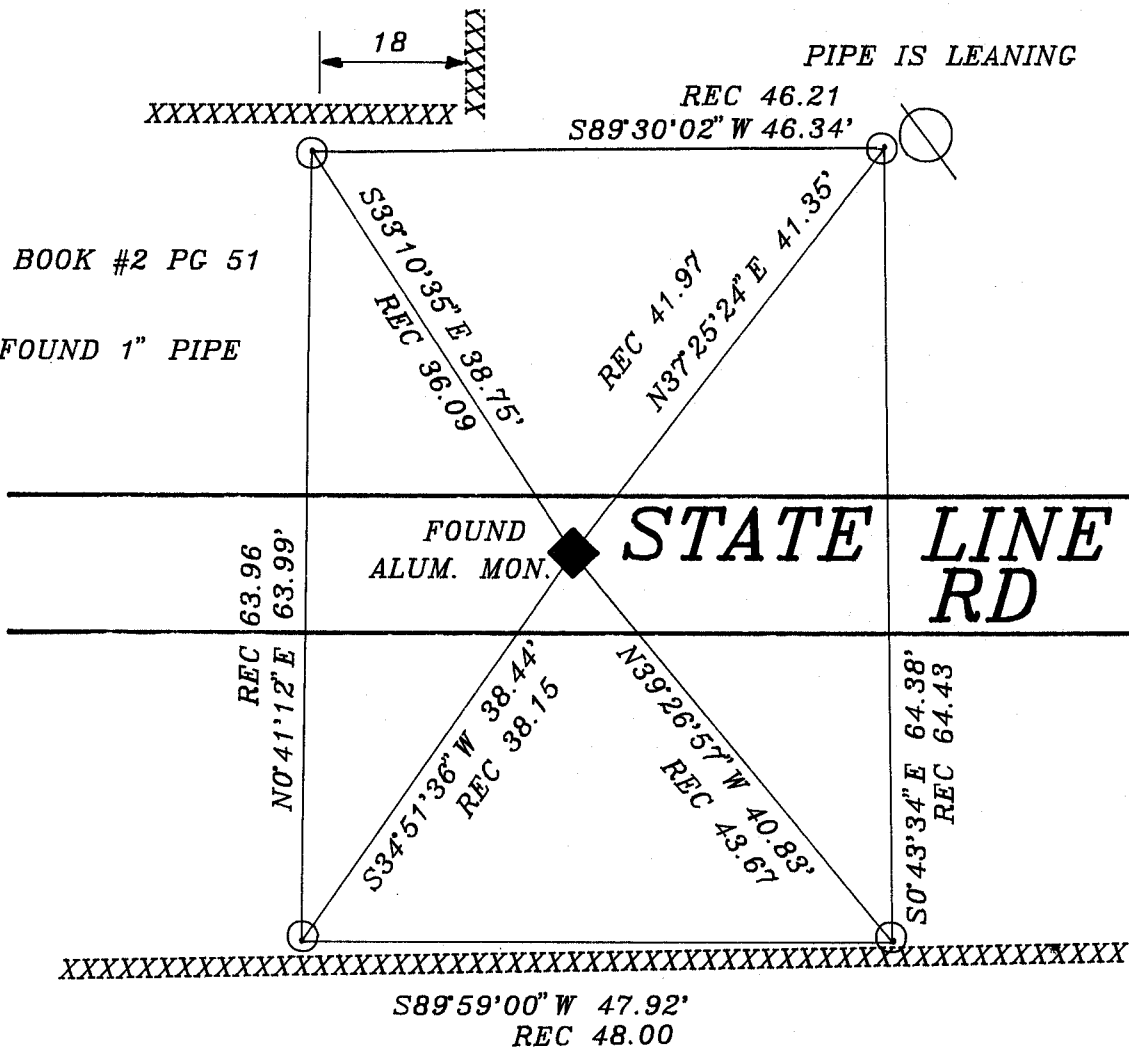 18
XXXXX
PIPE IS LEANING
XXXXXXXXXXXXXXXX
REC 46.21
S89°30'02" W 46.34'
BOOK #2 PG 51
FOUND 1" PIPE
S33°10'35" E 38.75'
REC 36.09
REC 41.97
N37°25'24" E 41.35'
FOUND
ALUM. MON.
STATE LINE
RD
REC 63.96
N0°41'12" E 63.99'
S34°51'36" W 38.44'
REC 38.15
N39°26'57" W 40.83'
REC 43.67
S0°43'34" E 64.38'
REC 64.43
S89°59'00" W 47.92'
REC 48.00